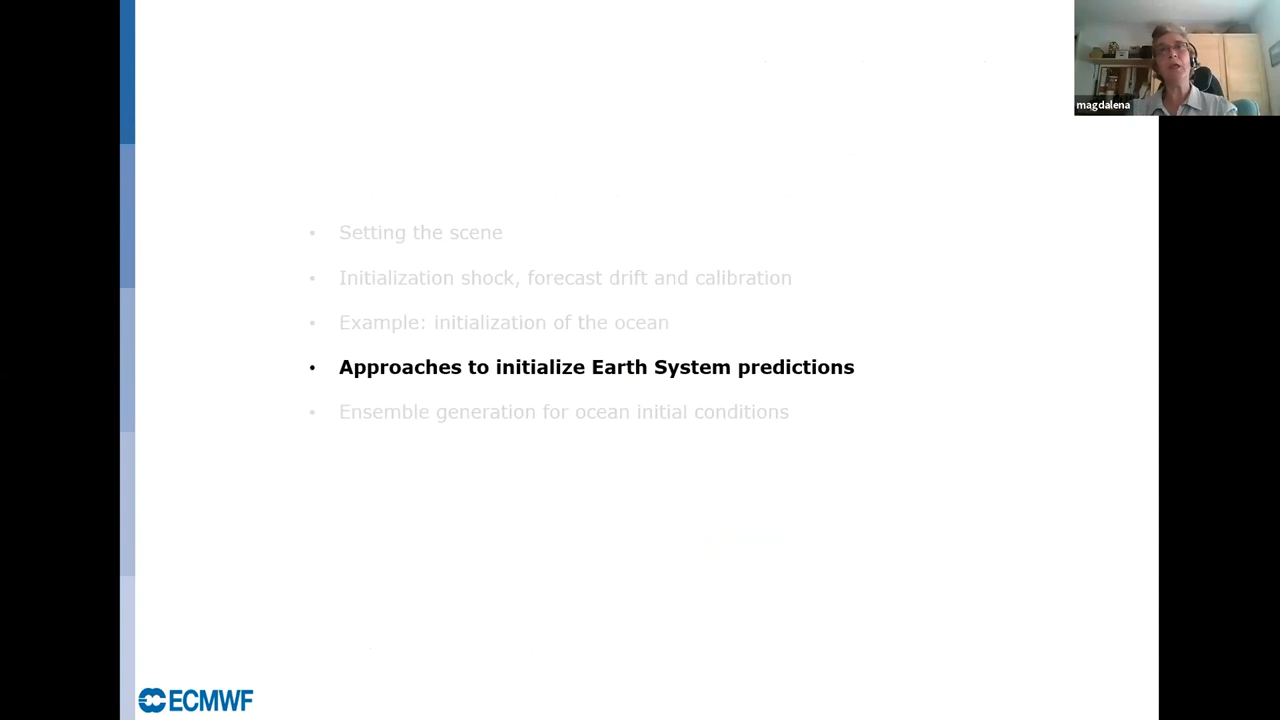 magdalena
• Setting the scene
• Initialization shock, forecast drift and calibration
• Example: initialization of the ocean
• Approaches to initialize Earth System predictions
• Ensemble generation for ocean initial conditions
ECMWF